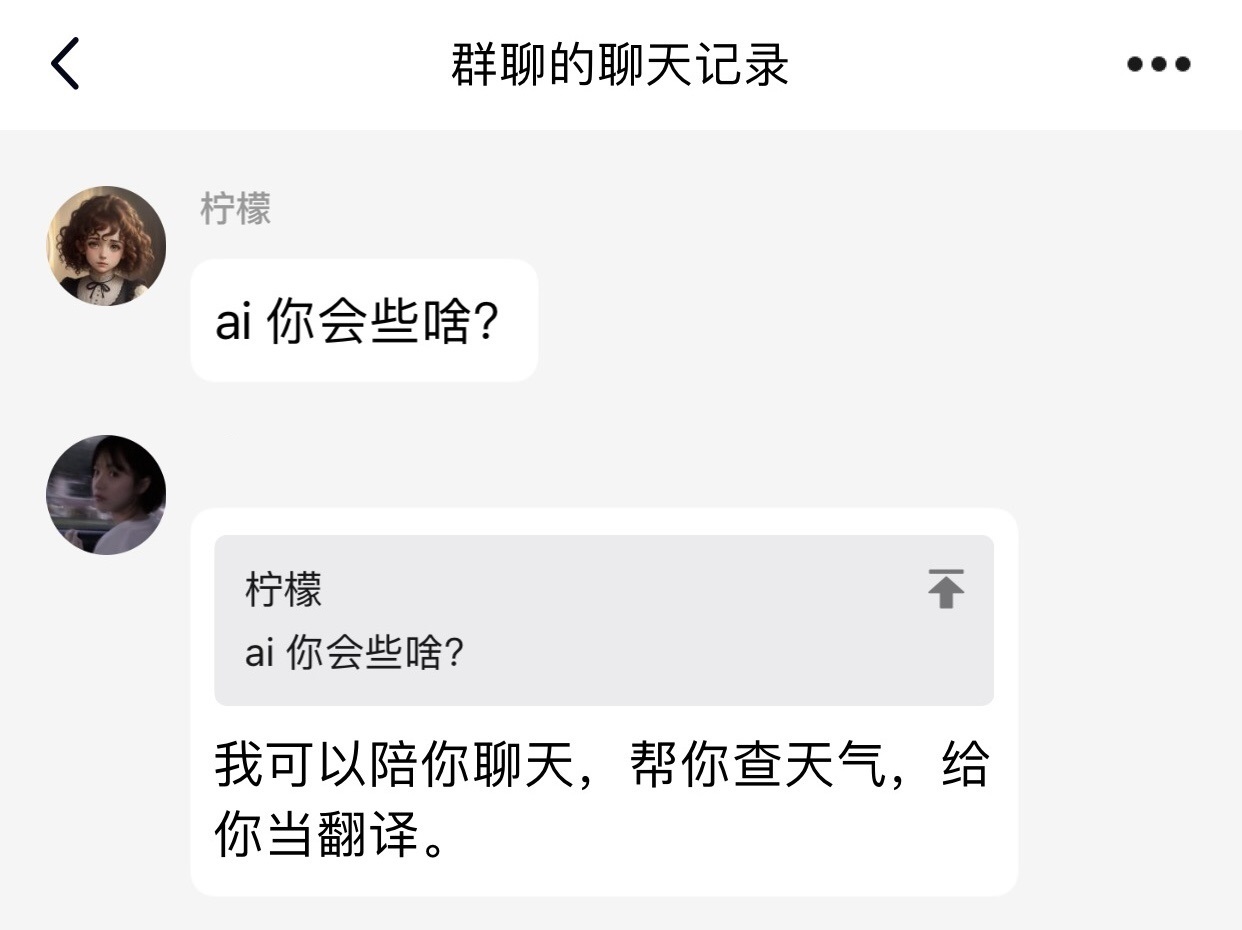 群聊的聊天记录
柠檬
ai 你会些啥?
柠檬
ai 你会些啥?
我可以陪你聊天，帮你查天气，给
你当翻译。